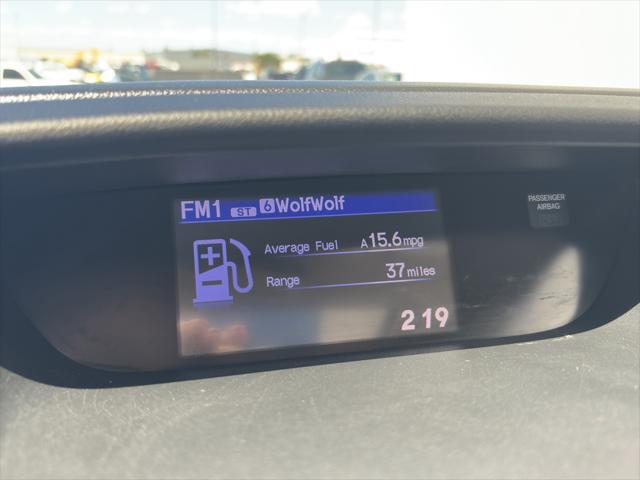 FM1 ST 6 WolfWolf
PASSENGER
AIRBAG
Average Fuel A15.6mpg
Range 37miles
219